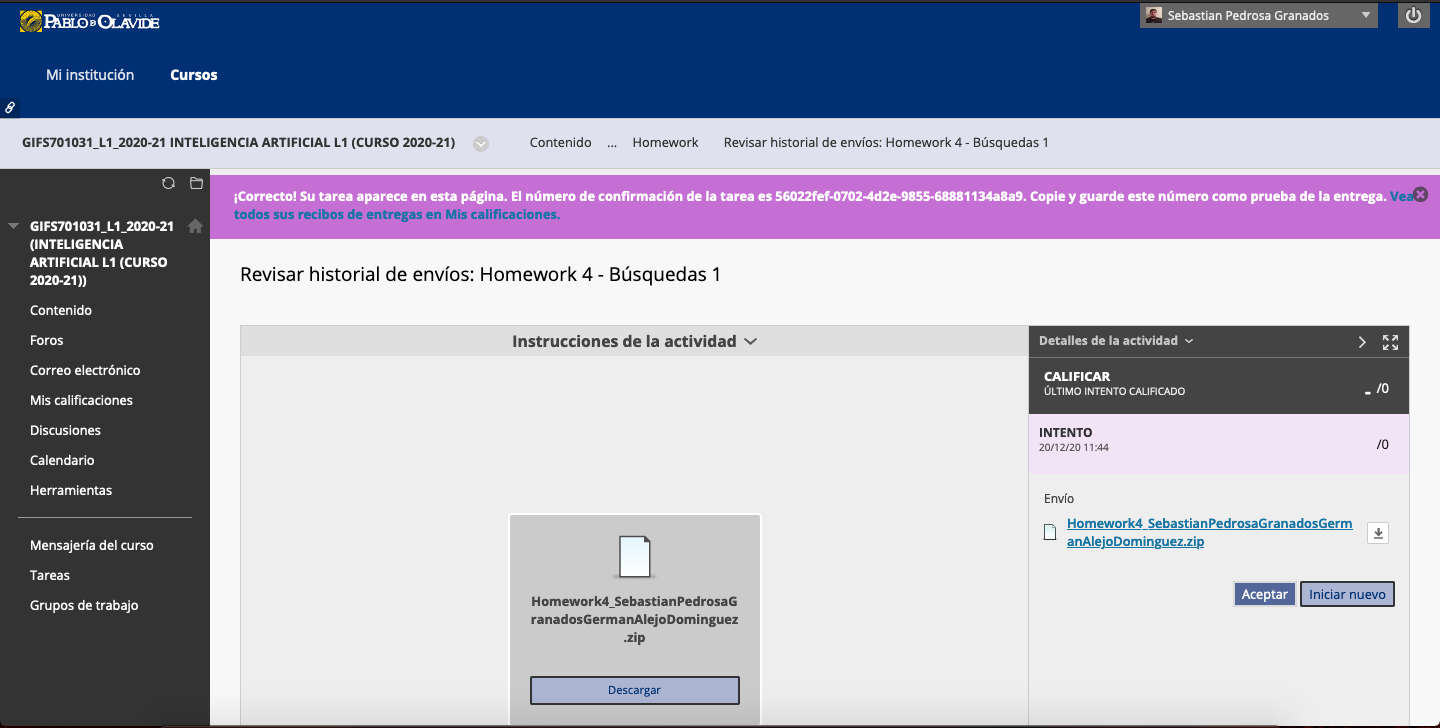 UNIVERSIDAD SEVILLA
PABLO DE OLAVIDE
Sebastian Pedrosa Granados
Mi institución
Cursos
GIFS701031_L1_2020-21 INTELIGENCIA ARTIFICIAL L1 (CURSO 2020-21)
Contenido
...
Homework
Revisar historial de envíos: Homework 4 - Búsquedas 1
¡Correcto! Su tarea aparece en esta página. El número de confirmación de la tarea es 56022fef-0702-4d2e-9855-68881134a8a9. Copie y guarde este número como prueba de la entrega. Vea
todos sus recibos de entregas en Mis calificaciones.
GIFS701031_L1_2020-21
(INTELIGENCIA
ARTIFICIAL L1 (CURSO
2020-21))
Contenido
Foros
Correo electrónico
Mis calificaciones
Discusiones
Calendario
Herramientas
Mensajería del curso
Tareas
Grupos de trabajo
Revisar historial de envíos: Homework 4 - Búsquedas 1
Instrucciones de la actividad
Homework4_SebastianPedrosaG
ranadosGermanAlejoDominguez
.zip
Descargar
Detalles de la actividad
CALIFICAR
ÚLTIMO INTENTO CALIFICADO
- /0
INTENTO
20/12/20 11:44
/0
Envío
Homework4_SebastianPedrosaGranadosGerm
anAlejoDominguez.zip
Aceptar
Iniciar nuevo